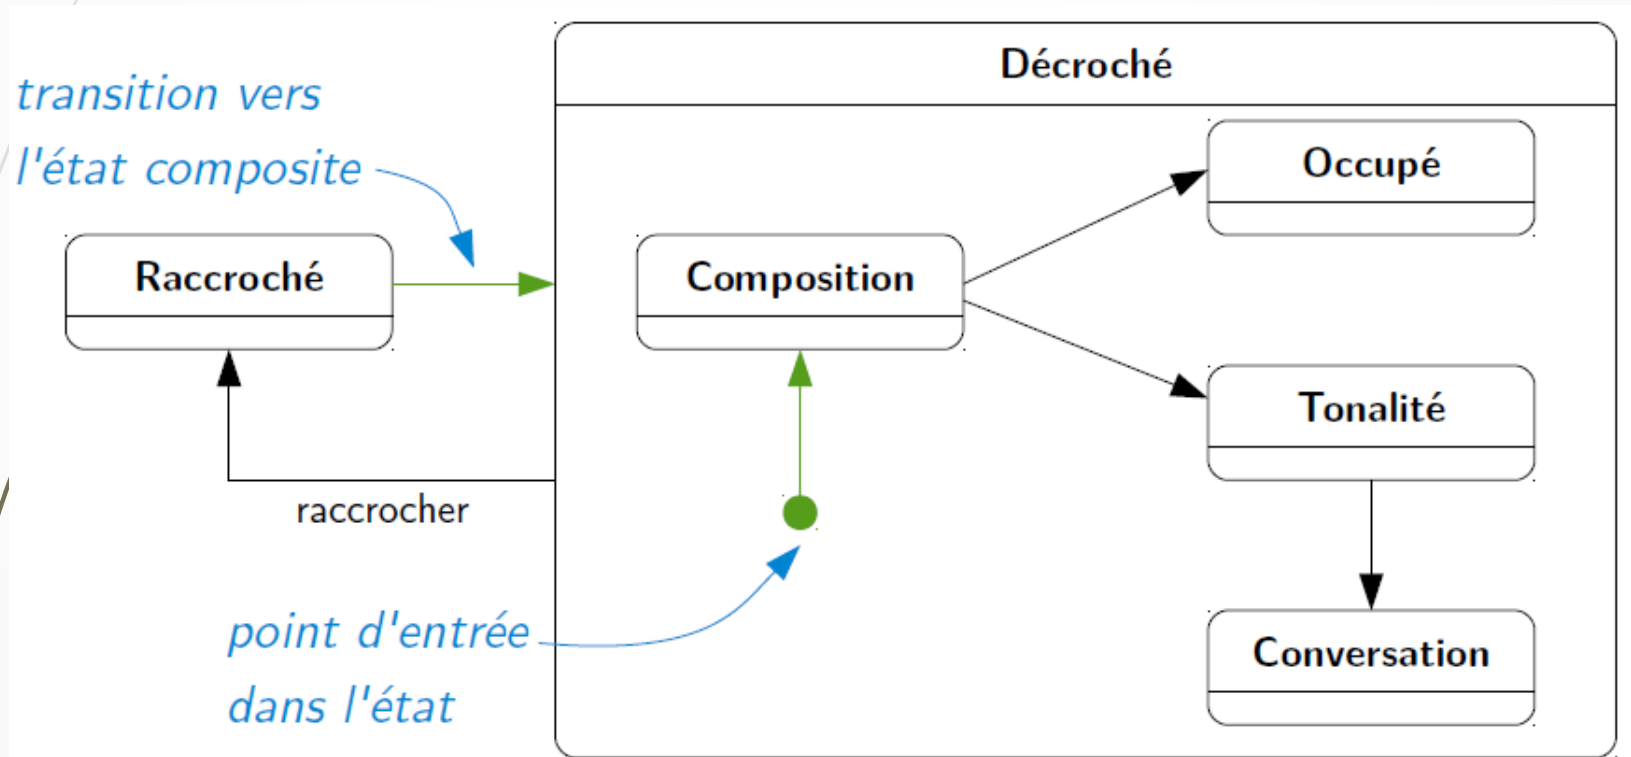 Décroché
transition vers
l'état composite
Occupé
Raccroché
Composition
Tonalité
raccrocher
point d'entrée
dans l'état
Conversation